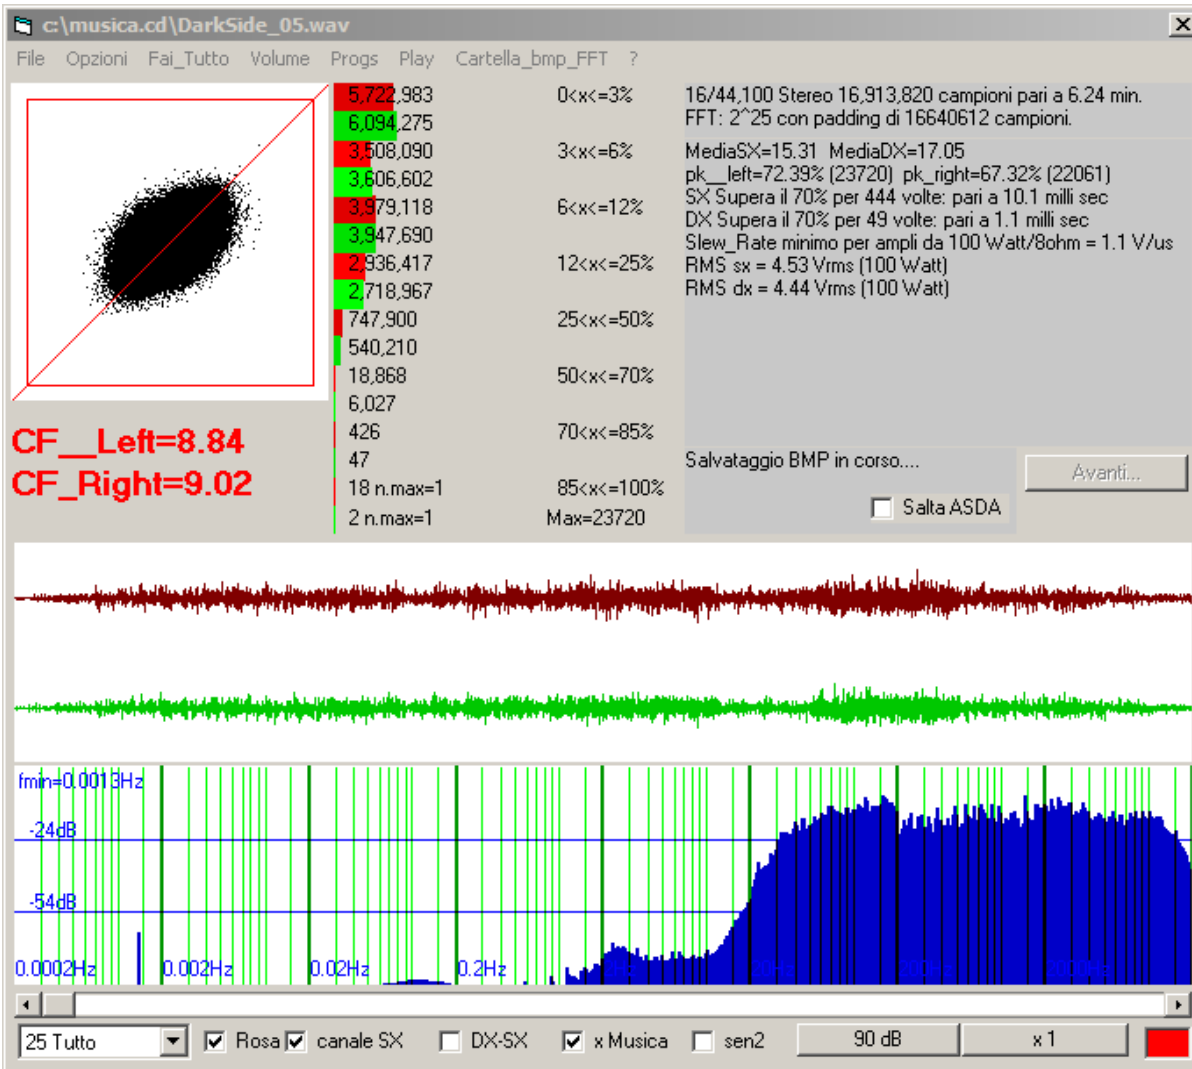 c:\musica.cd\DarkSide_05.wav
File Opzioni Fai_Tutto Volume Progs Play Cartella_bmp_FFT ?
5,722,983 0<x<=3%
6,094,275
3,508,090 3<x<=6%
3,606,602
3,979,118 6<x<=12%
3,947,690
2,936,417 12<x<=25%
2,718,967
747,900 25<x<=50%
540,210
18,868 50<x<=70%
6,027
426 70<x<=85%
47
18 n.max=1 85<x<=100%
2 n.max=1 Max=23720
16/44,100 Stereo 16,913,820 campioni pari a 6.24 min.
FFT: 2^25 con padding di 16640612 campioni.
MediaSX=15.31 MediaDX=17.05
pk__left=72.39% (23720) pk_right=67.32% (22061)
SX Supera il 70% per 444 volte: pari a 10.1 milli sec
DX Supera il 70% per 49 volte: pari a 1.1 milli sec
Slew_Rate minimo per ampli da 100 Watt/8ohm = 1.1 V/us
RMS sx = 4.53 Vrms (100 Watt)
RMS dx = 4.44 Vrms (100 Watt)
CF__Left=8.84
CF_Right=9.02
Salvataggio BMP in corso....
Avanti...
Salta ASDA
fmin=0.0013Hz
-24dB
-54dB
0.0002Hz 0.002Hz 0.02Hz 0.2Hz 2Hz 20Hz 200Hz 2000Hz
25 Tutto Rosa canale SX DX-SX x Musica sen2 90 dB x 1